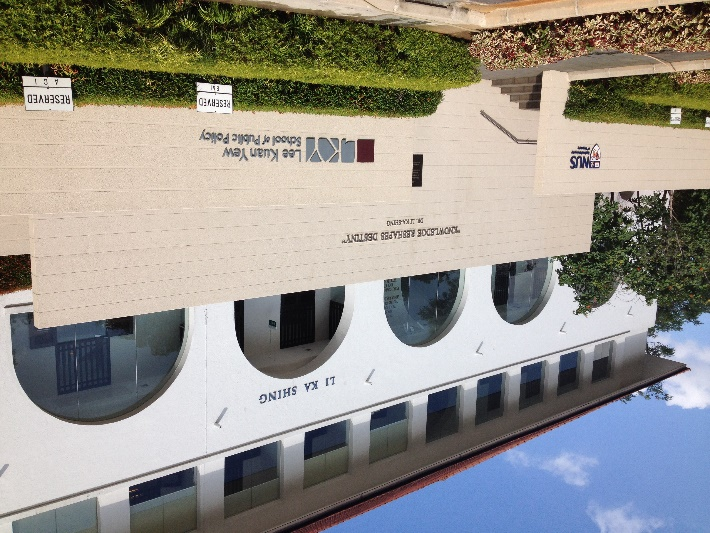 LI KA SHING
"KNOWLEDGE RESHAPES DESTINY"
DR. LI KA-SHING
LKY
Lee Kuan Yew
School of Public Policy
NUS
RESERVED
RESERVED